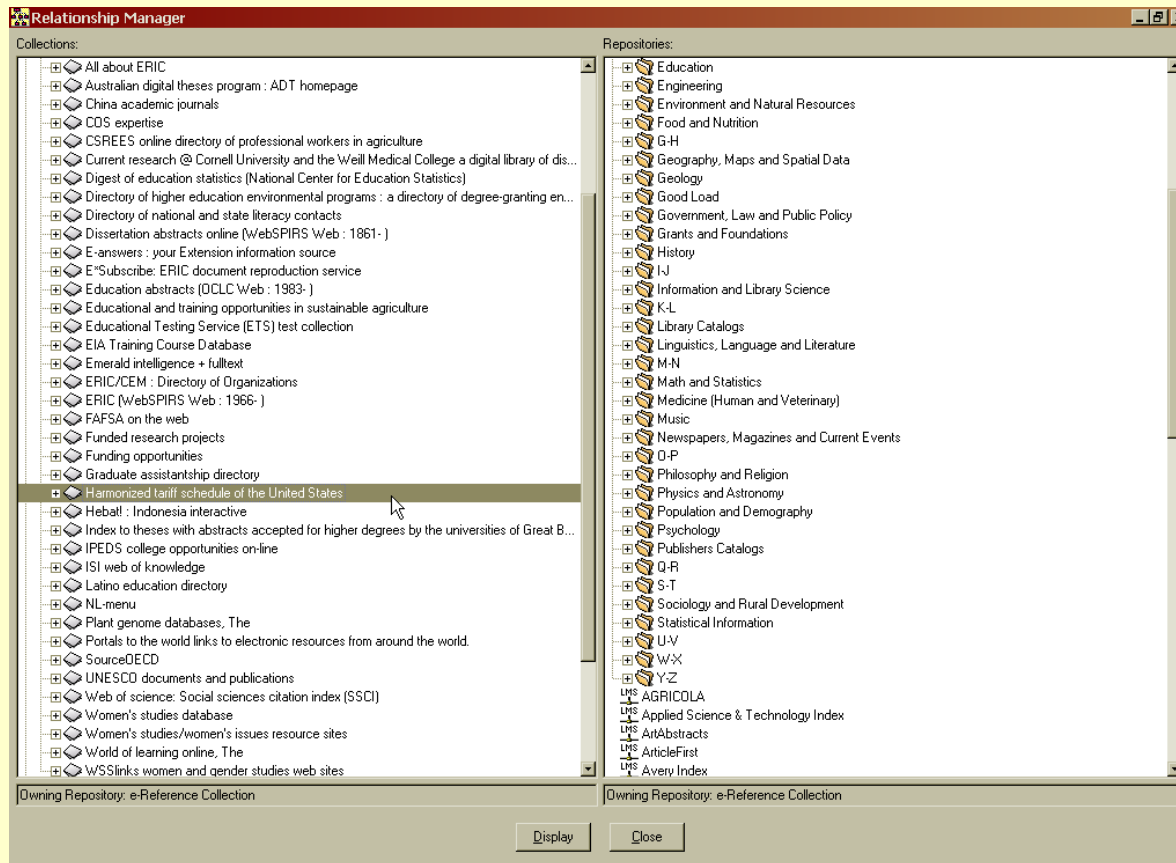 Relationship Manager
Collections:
All about ERIC
Australian digital theses program : ADT homepage
China academic journals
COS expertise
CSREES online directory of professional workers in agriculture
Current research @ Cornell University and the Weill Medical College a digital library of dis...
Digest of education statistics (National Center for Education Statistics)
Directory of higher education environmental programs : a directory of degree-granting en...
Directory of national and state literacy contacts
Dissertation abstracts online (WebSPIRS Web : 1861- )
E-answers : your Extension information source
E*Subscribe: ERIC document reproduction service
Education abstracts (OCLC Web : 1983- )
Educational and training opportunities in sustainable agriculture
Educational Testing Service (ETS) test collection
EIA Training Course Database
Emerald intelligence + fulltext
ERIC/CEM : Directory of Organizations
ERIC (WebSPIRS Web : 1966- )
FAFSA on the web
Funded research projects
Funding opportunities
Graduate assistantship directory
Harmonized tariff schedule of the United States
Hebat! : Indonesia interactive
Index to theses with abstracts accepted for higher degrees by the universities of Great B...
IPEDS college opportunities on-line
ISI web of knowledge
Latino education directory
NL-menu
Plant genome databases, The
Portals to the world links to electronic resources from around the world.
SourceOECD
UNESCO documents and publications
Web of science: Social sciences citation index (SSCI)
Women's studies database
Women's studies/women's issues resource sites
World of learning online, The
WSSlinks women and gender studies web sites
Owning Repository: e-Reference Collection
Repositories:
Education
Engineering
Environment and Natural Resources
Food and Nutrition
G-H
Geography, Maps and Spatial Data
Geology
Good Load
Government, Law and Public Policy
Grants and Foundations
History
I-J
Information and Library Science
K-L
Library Catalogs
Linguistics, Language and Literature
M-N
Math and Statistics
Medicine (Human and Veterinary)
Music
Newspapers, Magazines and Current Events
O-P
Philosophy and Religion
Physics and Astronomy
Population and Demography
Psychology
Publishers Catalogs
Q-R
S-T
Sociology and Rural Development
Statistical Information
U-V
W-X
Y-Z
LMS AGRICOLA
LMS Applied Science & Technology Index
LMS ArtAbstracts
LMS ArticleFirst
LMS Avery Index
Owning Repository: e-Reference Collection
Display
Close